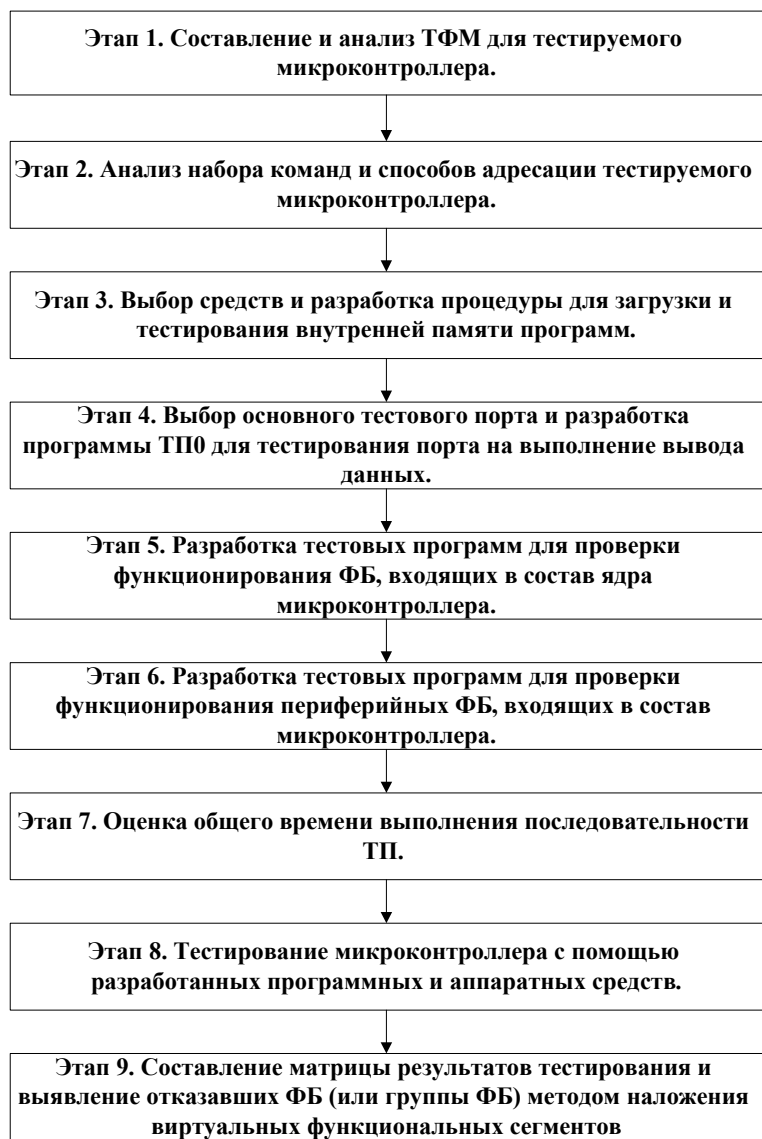 Этап 1. Составление и анализ ТФМ для тестируемого
микроконтроллера.
Этап 2. Анализ набора команд и способов адресации тестируемого
микроконтроллера.
Этап 3. Выбор средств и разработка процедуры для загрузки и
тестирования внутренней памяти программ.
Этап 4. Выбор основного тестового порта и разработка
программы ТП0 для тестирования порта на выполнение вывода
данных.
Этап 5. Разработка тестовых программ для проверки
функционирования ФБ, входящих в состав ядра
микроконтроллера.
Этап 6. Разработка тестовых программ для проверки
функционирования периферийных ФБ, входящих в состав
микроконтроллера.
Этап 7. Оценка общего времени выполнения последовательности
ТП.
Этап 8. Тестирование микроконтроллера с помощью
разработанных программных и аппаратных средств.
Этап 9. Составление матрицы результатов тестирования и
выявление отказавших ФБ (или группы ФБ) методом наложения
виртуальных функциональных сегментов